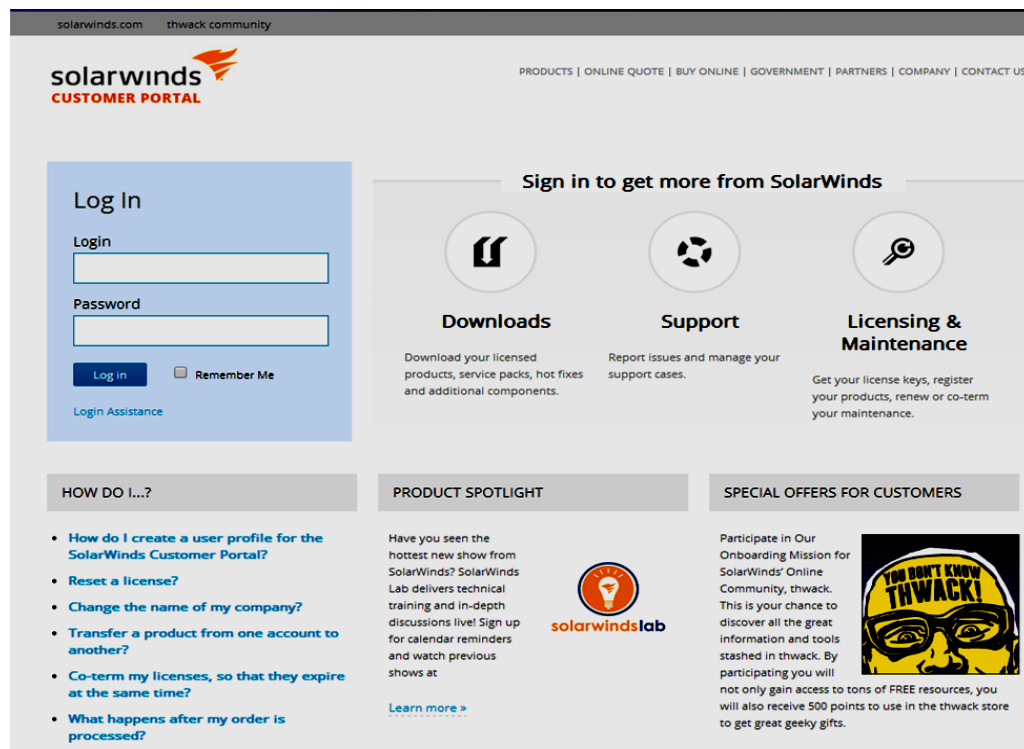 solarwinds.com thwack community
solarwinds
CUSTOMER PORTAL
PRODUCTS | ONLINE QUOTE | BUY ONLINE | GOVERNMENT | PARTNERS | COMPANY | CONTACT US
Log In
Login
Password
Log in
Remember Me
Login Assistance
Sign in to get more from SolarWinds
Downloads
Download your licensed
products, service packs, hot fixes
and additional components.
Support
Report issues and manage your
support cases.
Licensing &
Maintenance
Get your license keys, register
your products, renew or co-term
your maintenance.
HOW DO I...?
• How do I create a user profile for the
SolarWinds Customer Portal?
• Reset a license?
• Change the name of my company?
• Transfer a product from one account to
another?
• Co-term my licenses, so that they expire
at the same time?
• What happens after my order is
processed?
PRODUCT SPOTLIGHT
Have you seen the
hottest new show from
SolarWinds? SolarWinds
Lab delivers technical
training and in-depth
discussions live! Sign up
for calendar reminders
and watch previous
shows at
Learn more »
solarwindslab
SPECIAL OFFERS FOR CUSTOMERS
Participate in Our
Onboarding Mission for
SolarWinds' Online
Community, thwack.
This is your chance to
discover all the great
information and tools
stashed in thwack. By
participating you will
not only gain access to tons of FREE resources, you
will also receive 500 points to use in the thwack store
to get great geeky gifts.
YOU DON'T KNOW
THWACK!